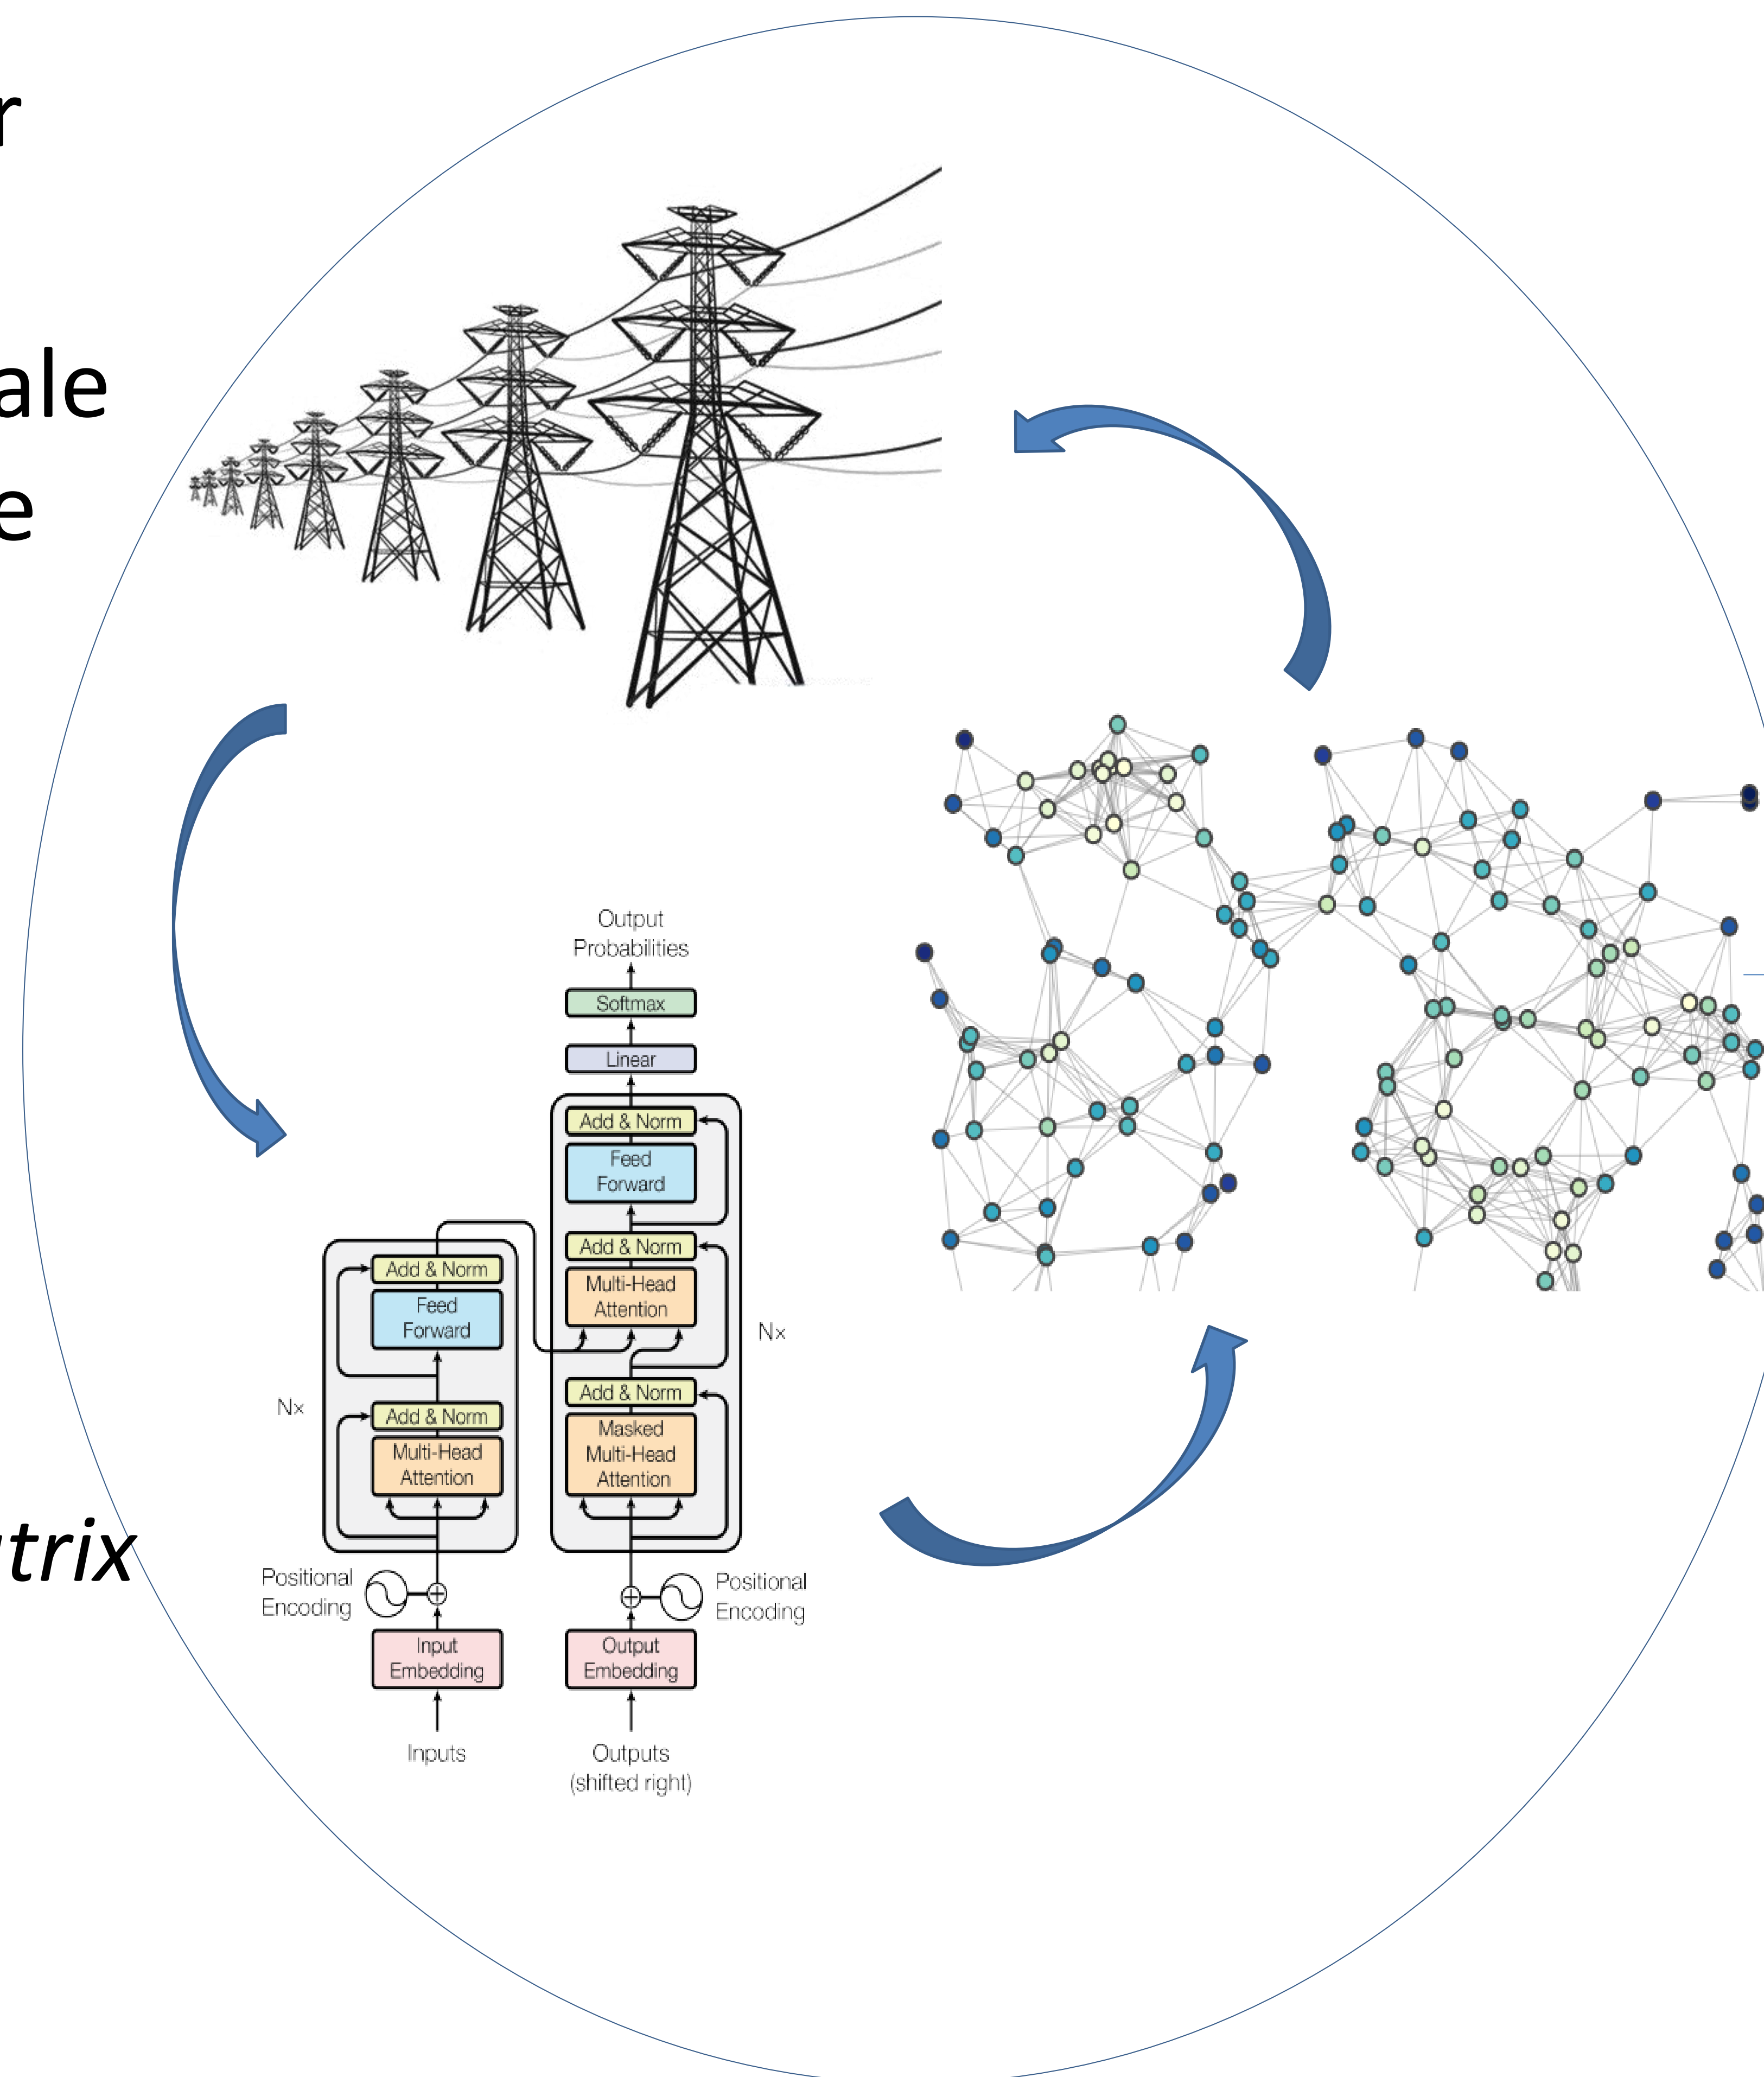 r
ale
e
Output
Probabilities
Softmax
Linear
Add & Norm
Feed
Forward
Add & Norm
Multi-Head
Attention
Nx
Add & Norm
Masked
Multi-Head
Attention
Add & Norm
Feed
Forward
Nx
Add & Norm
Multi-Head
Attention
trix
Positional
Encoding
Positional
Encoding
Input
Embedding
Output
Embedding
Inputs
Outputs
(shifted right)